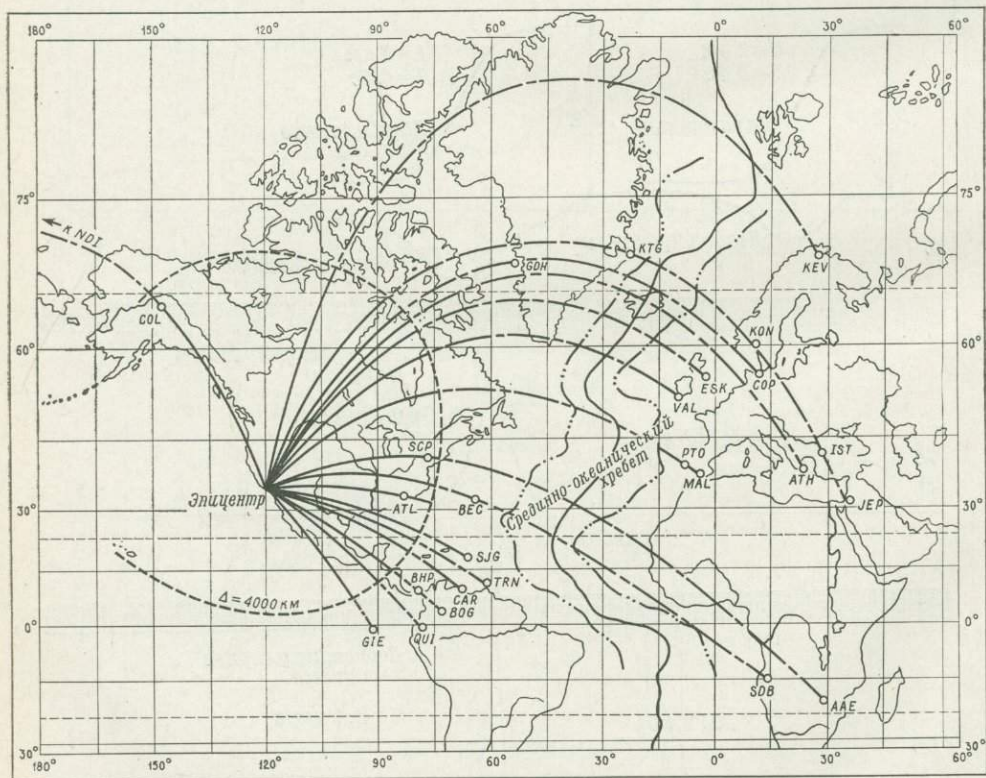 180° 150° 120° 90° 60° 30° 0° 30° 60°
75° 75°
К NDI
KTG
GDH
KEV
COL
KON
60° 60°
ESK
COP
VAL
SCP
Срединно-океанический
хребет
PTO
IST
MAL
ATH
Эпицентр
ATL
BEC
JEP
30° 30°
SJG
BHP
TRN
Δ = 4000 КМ
CAR
BOG
0° 0°
GIE
QUI
SDB
AAE
30° 30°
180° 150° 120° 90° 60° 30° 0° 30° 60°